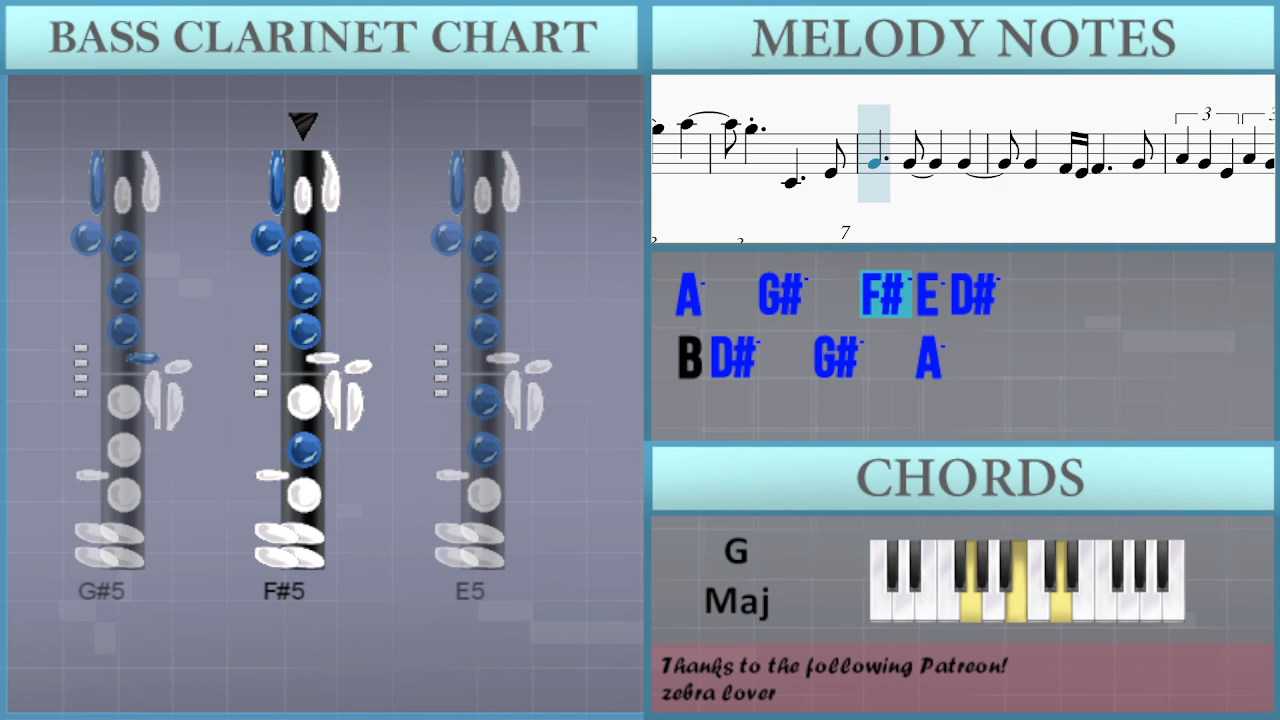 BASS CLARINET CHART
G#5 F#5 E5
MELODY NOTES
3 3
7
A- G#- F#- E- D#-
B D#- G#- A-
CHORDS
G
Maj
Thanks to the following Patreon!
zebra lover